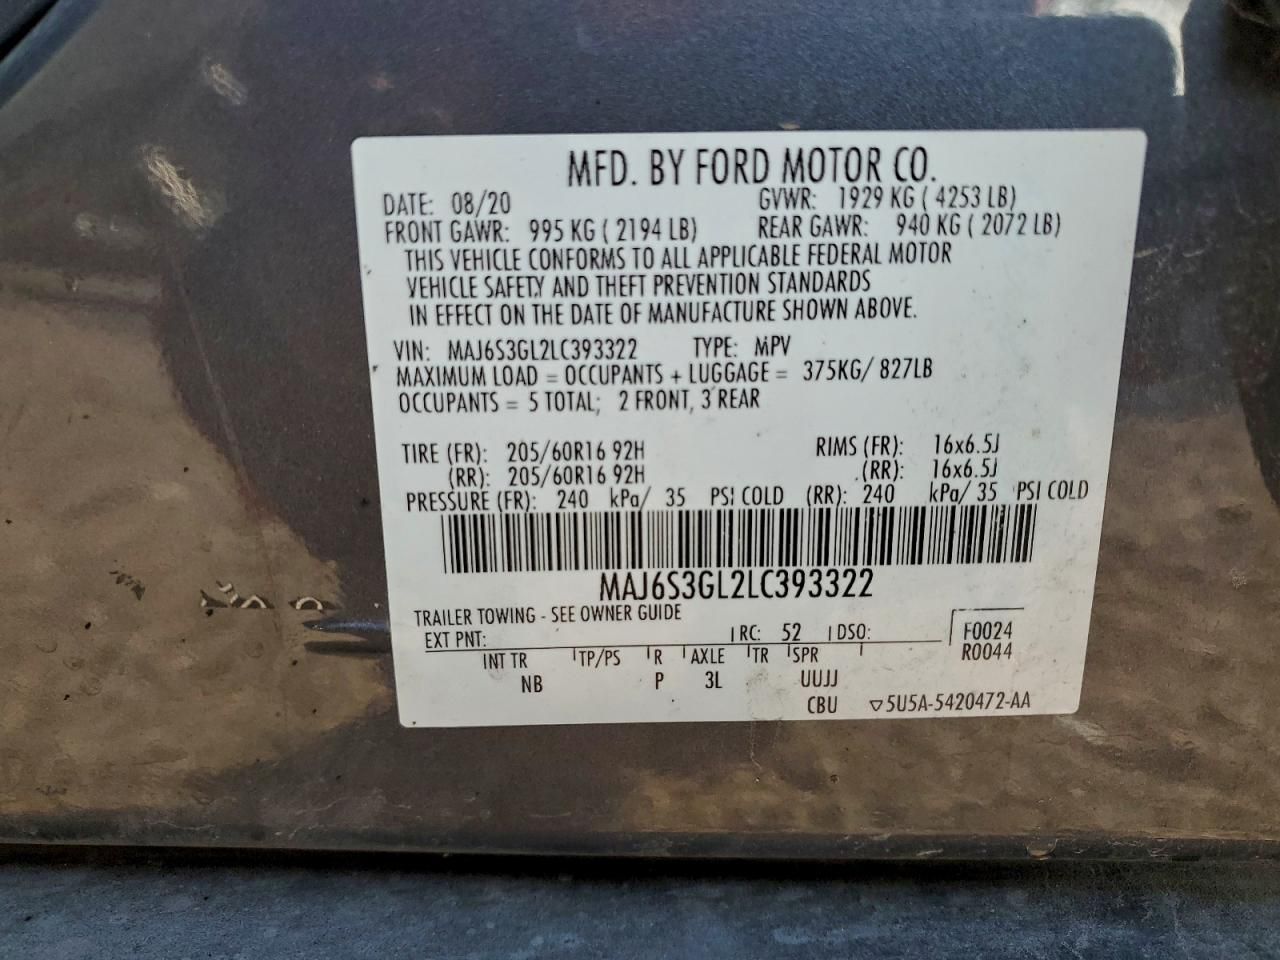 MFD. BY FORD MOTOR CO.
DATE: 08/20 GVWR: 1929 KG ( 4253 LB)
FRONT GAWR: 995 KG ( 2194 LB) REAR GAWR: 940 KG ( 2072 LB)
THIS VEHICLE CONFORMS TO ALL APPLICABLE FEDERAL MOTOR
VEHICLE SAFETY AND THEFT PREVENTION STANDARDS
IN EFFECT ON THE DATE OF MANUFACTURE SHOWN ABOVE.
VIN: MAJ6S3GL2LC393322 TYPE: MPV
MAXIMUM LOAD = OCCUPANTS + LUGGAGE = 375KG/ 827LB
OCCUPANTS = 5 TOTAL; 2 FRONT, 3 REAR
TIRE (FR): 205/60R16 92H RIMS (FR): 16x6.5J
(RR): 205/60R16 92H (RR): 16x6.5J
PRESSURE (FR): 240 kPa/ 35 PSI COLD (RR): 240 kPa/ 35 PSI COLD
MAJ6S3GL2LC393322
TRAILER TOWING - SEE OWNER GUIDE
EXT PNT: RC: 52 DSO: F0024
R0044
INT TR TP/PS R AXLE TR SPR
NB P 3L UUJJ
CBU ▽5U5A-5420472-AA